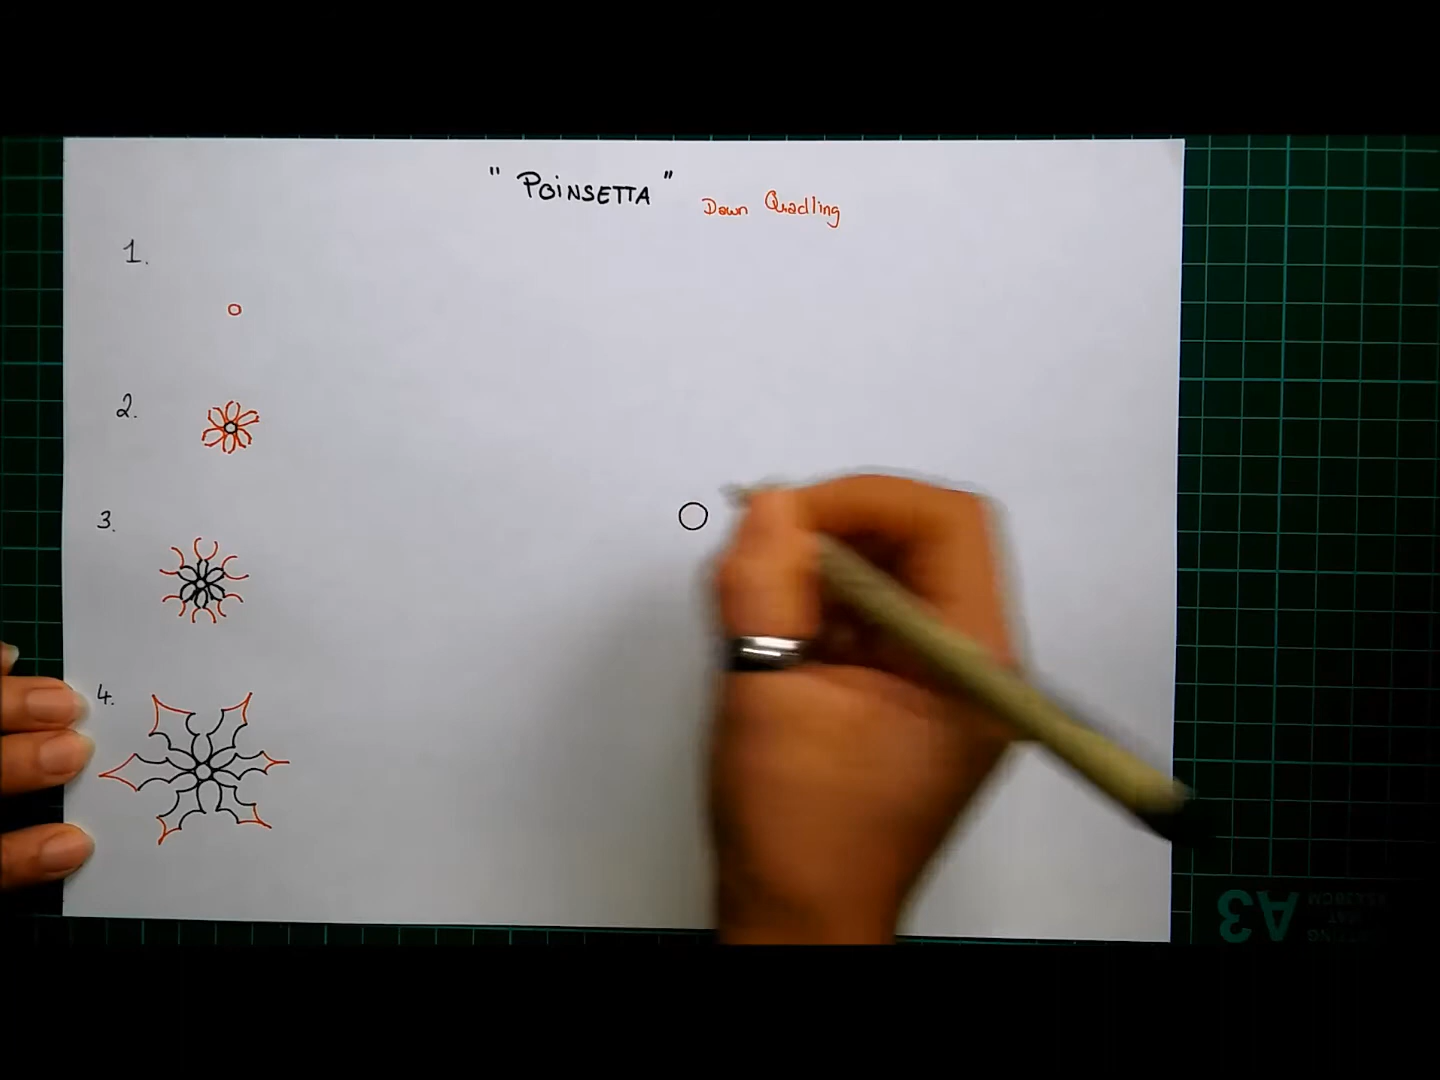 " POiNSETTA "
Dawn Quadling
1.
2.
3.
4.
A3